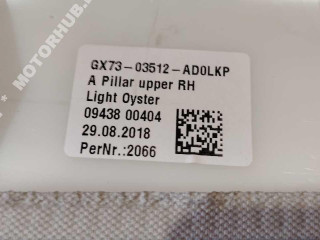 MOTORHUB.
GX73-03512-AD0LKP
A Pillar upper RH
Light Oyster
09438 00404
29.08.2018
PerNr.:2066